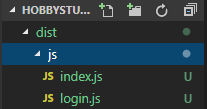 HOBBYSTU...
dist
js
JS index.js U
JS login.js U